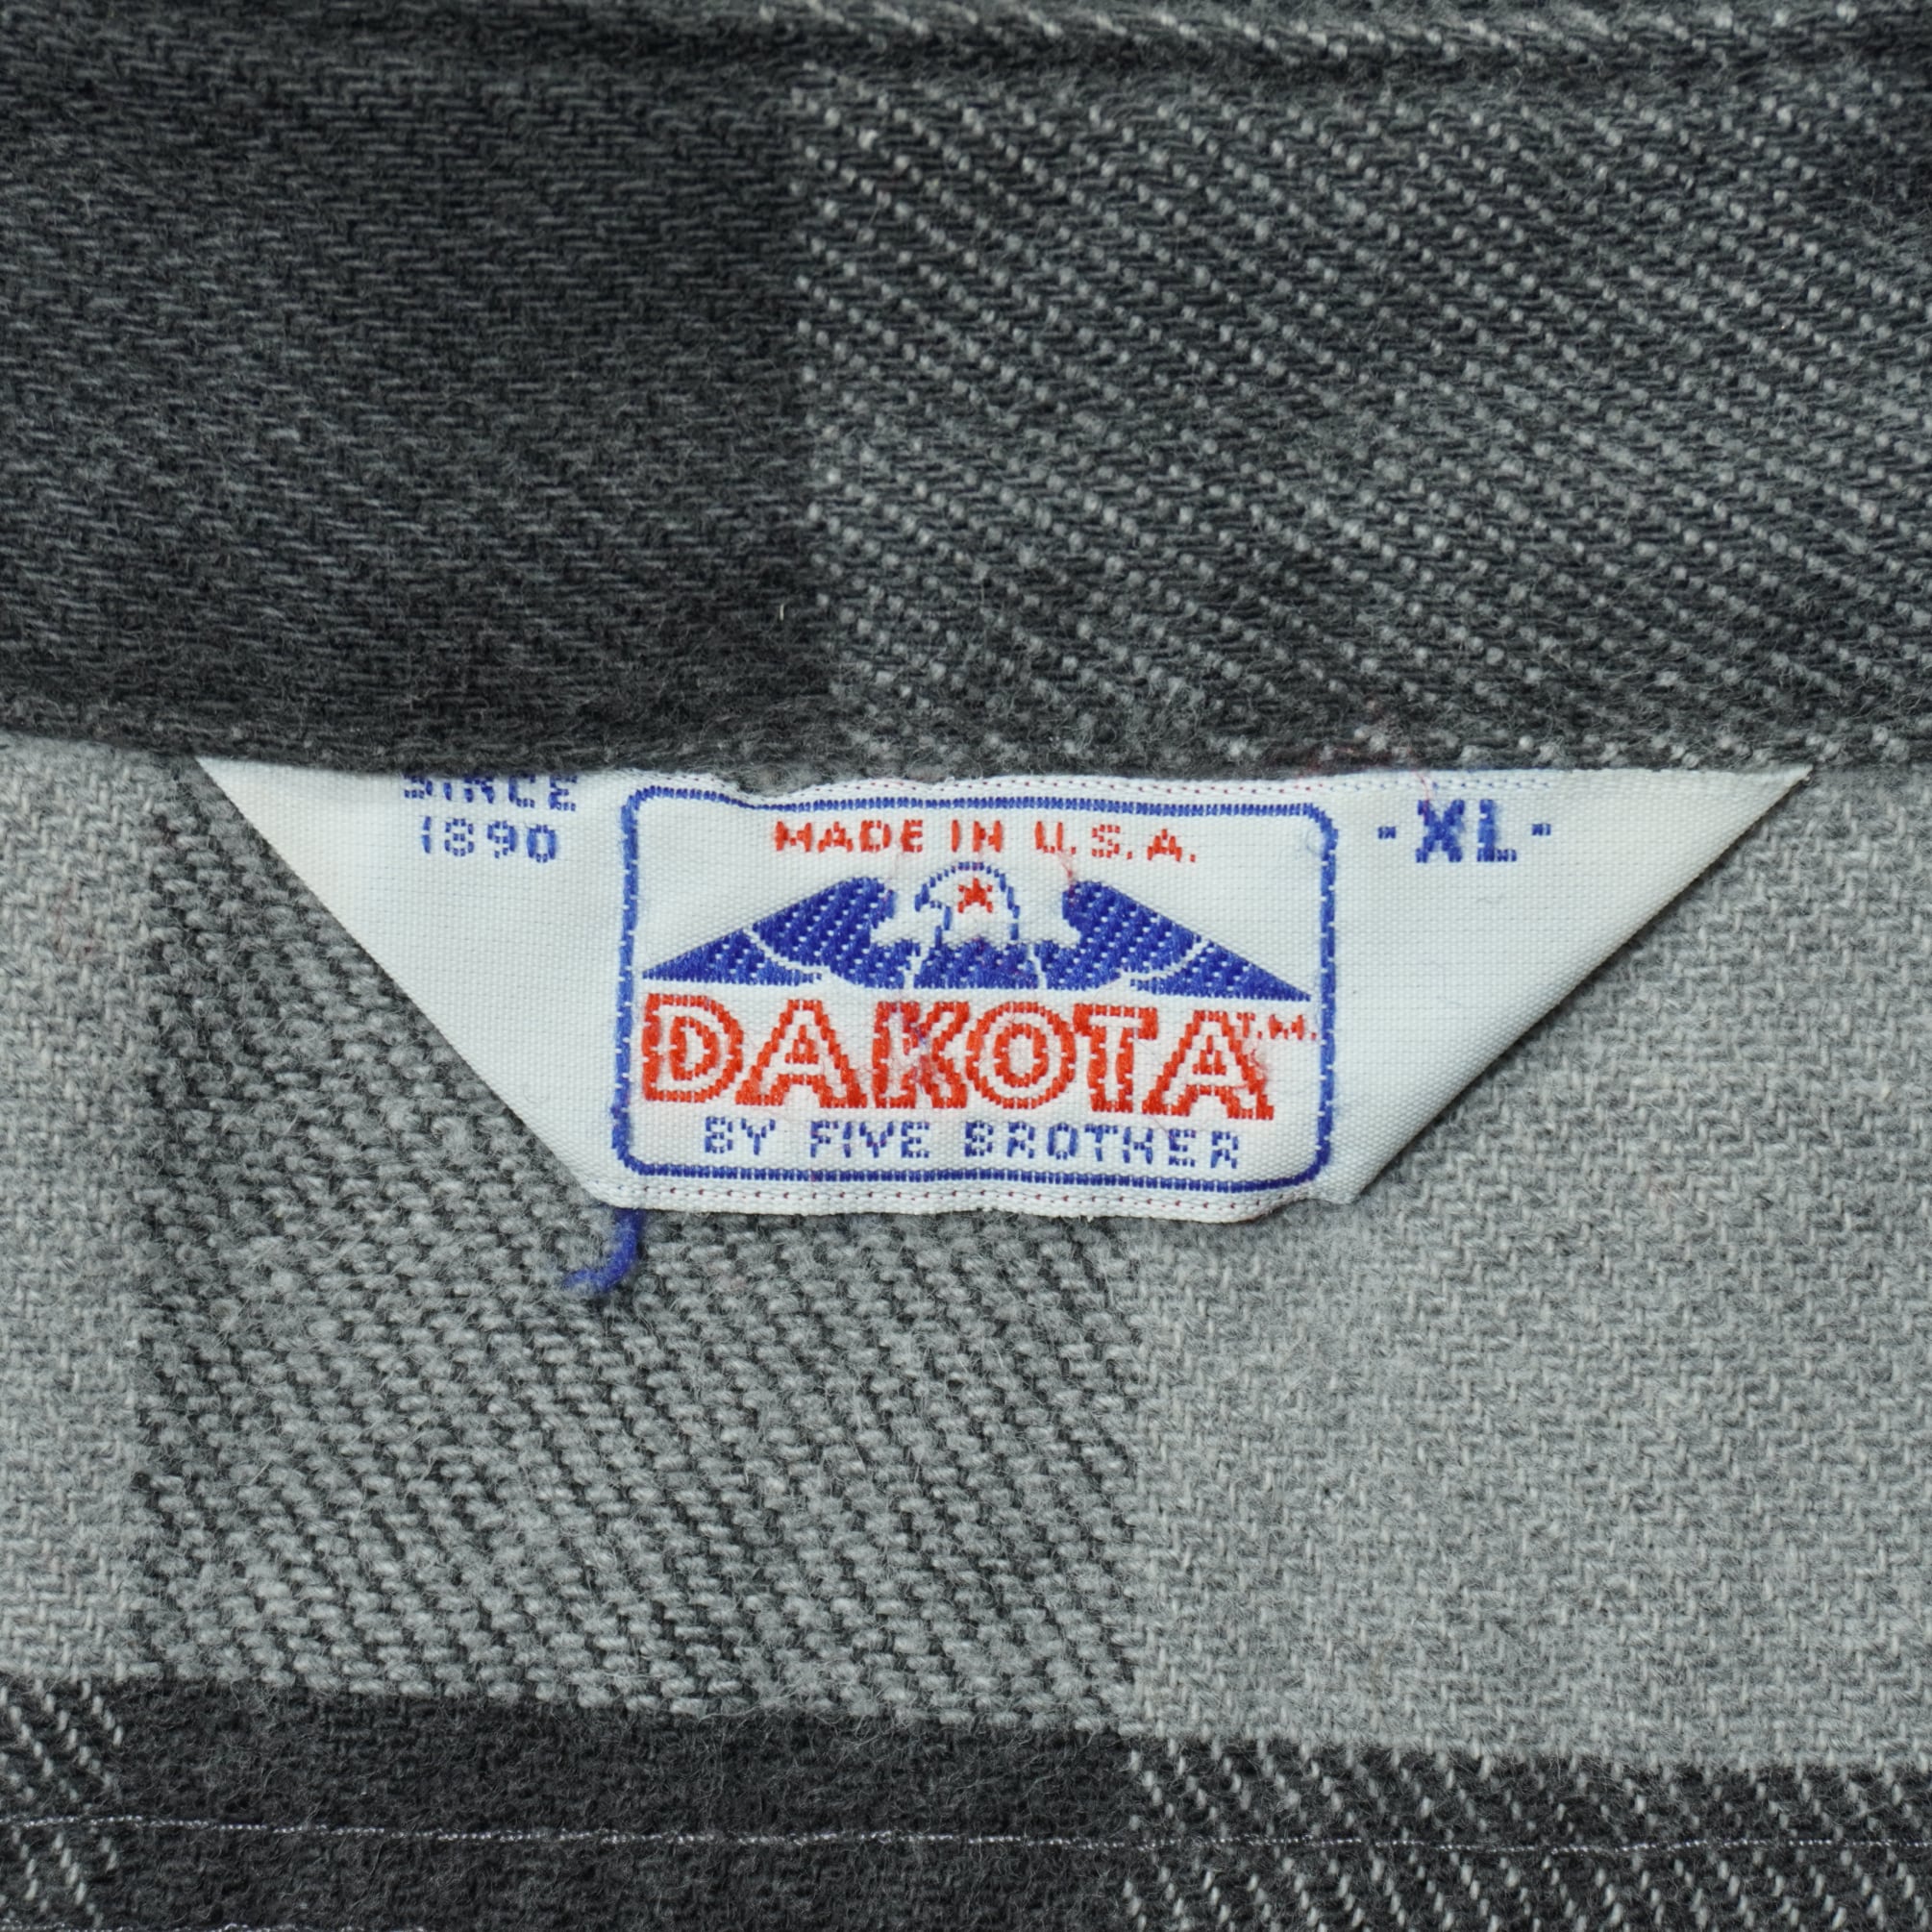 SINCE
1890
MADE IN U.S.A.
-XL-
DAKOTA T.M.
BY FIVE BROTHER